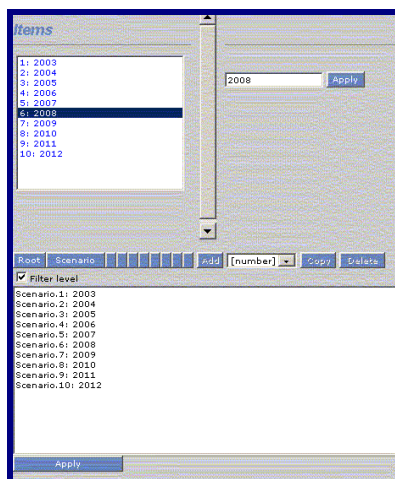 Items
1: 2003
2: 2004
3: 2005
4: 2006
5: 2007
6: 2008
7: 2009
8: 2010
9: 2011
10: 2012
2008 Apply
Root Scenario Add [number] Copy Delete
Filter level
Scenario.1: 2003
Scenario.2: 2004
Scenario.3: 2005
Scenario.4: 2006
Scenario.5: 2007
Scenario.6: 2008
Scenario.7: 2009
Scenario.8: 2010
Scenario.9: 2011
Scenario.10: 2012
Apply